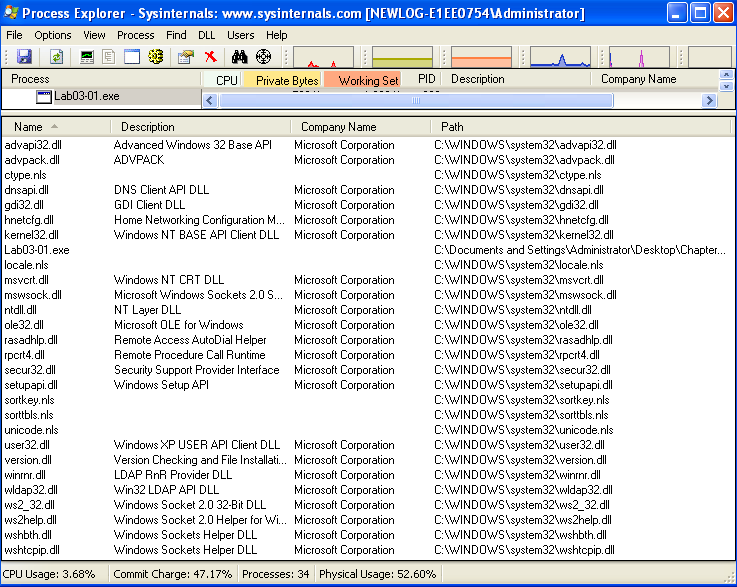 Process Explorer - Sysinternals: www.sysinternals.com [NEWLOG-E1EE0754\Administrator]
File Options View Process Find DLL Users Help
Process CPU Private Bytes Working Set PID Description Company Name
Lab03-01.exe
Name Description Company Name Path
advapi32.dll Advanced Windows 32 Base API Microsoft Corporation C:\WINDOWS\system32\advapi32.dll
advpack.dll ADVPACK Microsoft Corporation C:\WINDOWS\system32\advpack.dll
ctype.nls C:\WINDOWS\system32\ctype.nls
dnsapi.dll DNS Client API DLL Microsoft Corporation C:\WINDOWS\system32\dnsapi.dll
gdi32.dll GDI Client DLL Microsoft Corporation C:\WINDOWS\system32\gdi32.dll
hnetcfg.dll Home Networking Configuration M... Microsoft Corporation C:\WINDOWS\system32\hnetcfg.dll
kernel32.dll Windows NT BASE API Client DLL Microsoft Corporation C:\WINDOWS\system32\kernel32.dll
Lab03-01.exe C:\Documents and Settings\Administrator\Desktop\Chapter...
locale.nls C:\WINDOWS\system32\locale.nls
msvcrt.dll Windows NT CRT DLL Microsoft Corporation C:\WINDOWS\system32\msvcrt.dll
mswsock.dll Microsoft Windows Sockets 2.0 S... Microsoft Corporation C:\WINDOWS\system32\mswsock.dll
ntdll.dll NT Layer DLL Microsoft Corporation C:\WINDOWS\system32\ntdll.dll
ole32.dll Microsoft OLE for Windows Microsoft Corporation C:\WINDOWS\system32\ole32.dll
rasadhlp.dll Remote Access AutoDial Helper Microsoft Corporation C:\WINDOWS\system32\rasadhlp.dll
rpcrt4.dll Remote Procedure Call Runtime Microsoft Corporation C:\WINDOWS\system32\rpcrt4.dll
secur32.dll Security Support Provider Interface Microsoft Corporation C:\WINDOWS\system32\secur32.dll
setupapi.dll Windows Setup API Microsoft Corporation C:\WINDOWS\system32\setupapi.dll
sortkey.nls C:\WINDOWS\system32\sortkey.nls
sorttbls.nls C:\WINDOWS\system32\sorttbls.nls
unicode.nls C:\WINDOWS\system32\unicode.nls
user32.dll Windows XP USER API Client DLL Microsoft Corporation C:\WINDOWS\system32\user32.dll
version.dll Version Checking and File Installati... Microsoft Corporation C:\WINDOWS\system32\version.dll
winrnr.dll LDAP RnR Provider DLL Microsoft Corporation C:\WINDOWS\system32\winrnr.dll
wldap32.dll Win32 LDAP API DLL Microsoft Corporation C:\WINDOWS\system32\wldap32.dll
ws2_32.dll Windows Socket 2.0 32-Bit DLL Microsoft Corporation C:\WINDOWS\system32\ws2_32.dll
ws2help.dll Windows Socket 2.0 Helper for Wi... Microsoft Corporation C:\WINDOWS\system32\ws2help.dll
wshbth.dll Windows Sockets Helper DLL Microsoft Corporation C:\WINDOWS\system32\wshbth.dll
wshtcpip.dll Windows Sockets Helper DLL Microsoft Corporation C:\WINDOWS\system32\wshtcpip.dll
CPU Usage: 3.68% Commit Charge: 47.17% Processes: 34 Physical Usage: 52.60%